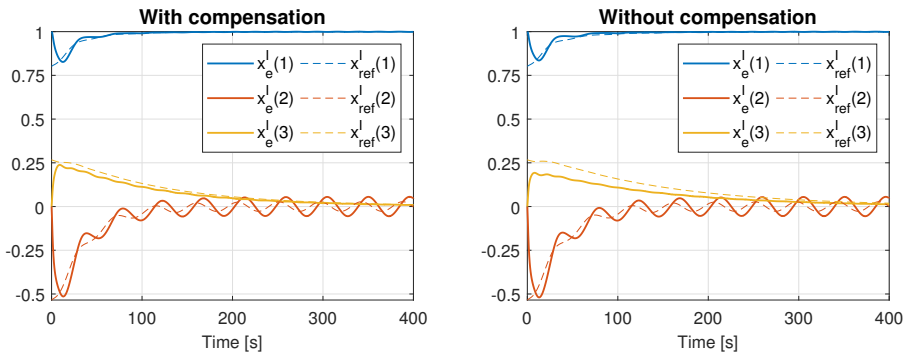 With compensation
1
0.75
0.5
0.25
0
-0.25
-0.5
0 100 200 300 400
Time [s]
x_e^I(1) x_ref^I(1)
x_e^I(2) x_ref^I(2)
x_e^I(3) x_ref^I(3)
Without compensation
1
0.75
0.5
0.25
0
-0.25
-0.5
0 100 200 300 400
Time [s]
x_e^I(1) x_ref^I(1)
x_e^I(2) x_ref^I(2)
x_e^I(3) x_ref^I(3)